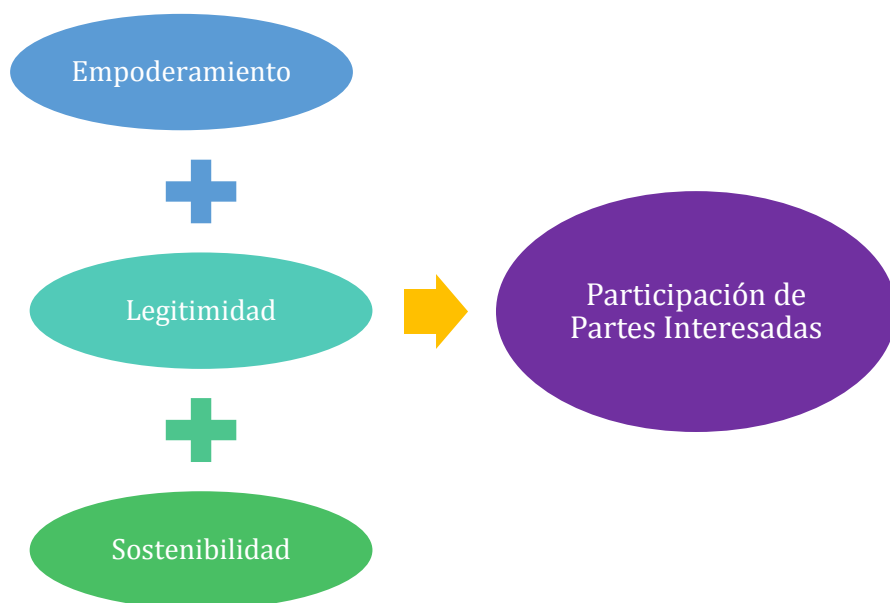 Empoderamiento
Legitimidad
Sostenibilidad
Participación de
Partes Interesadas